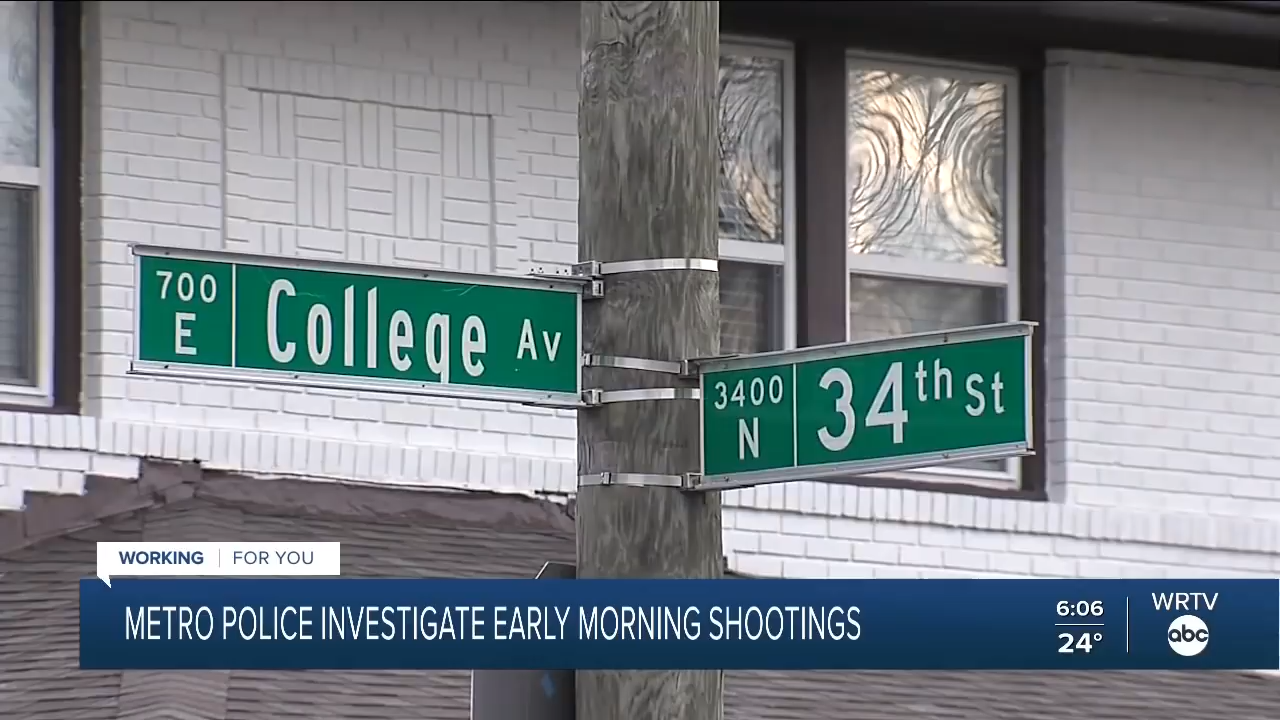 700
E
College Av
3400
N
34th St
WORKING | FOR YOU
METRO POLICE INVESTIGATE EARLY MORNING SHOOTINGS
6:06
24°
WRTV
abc